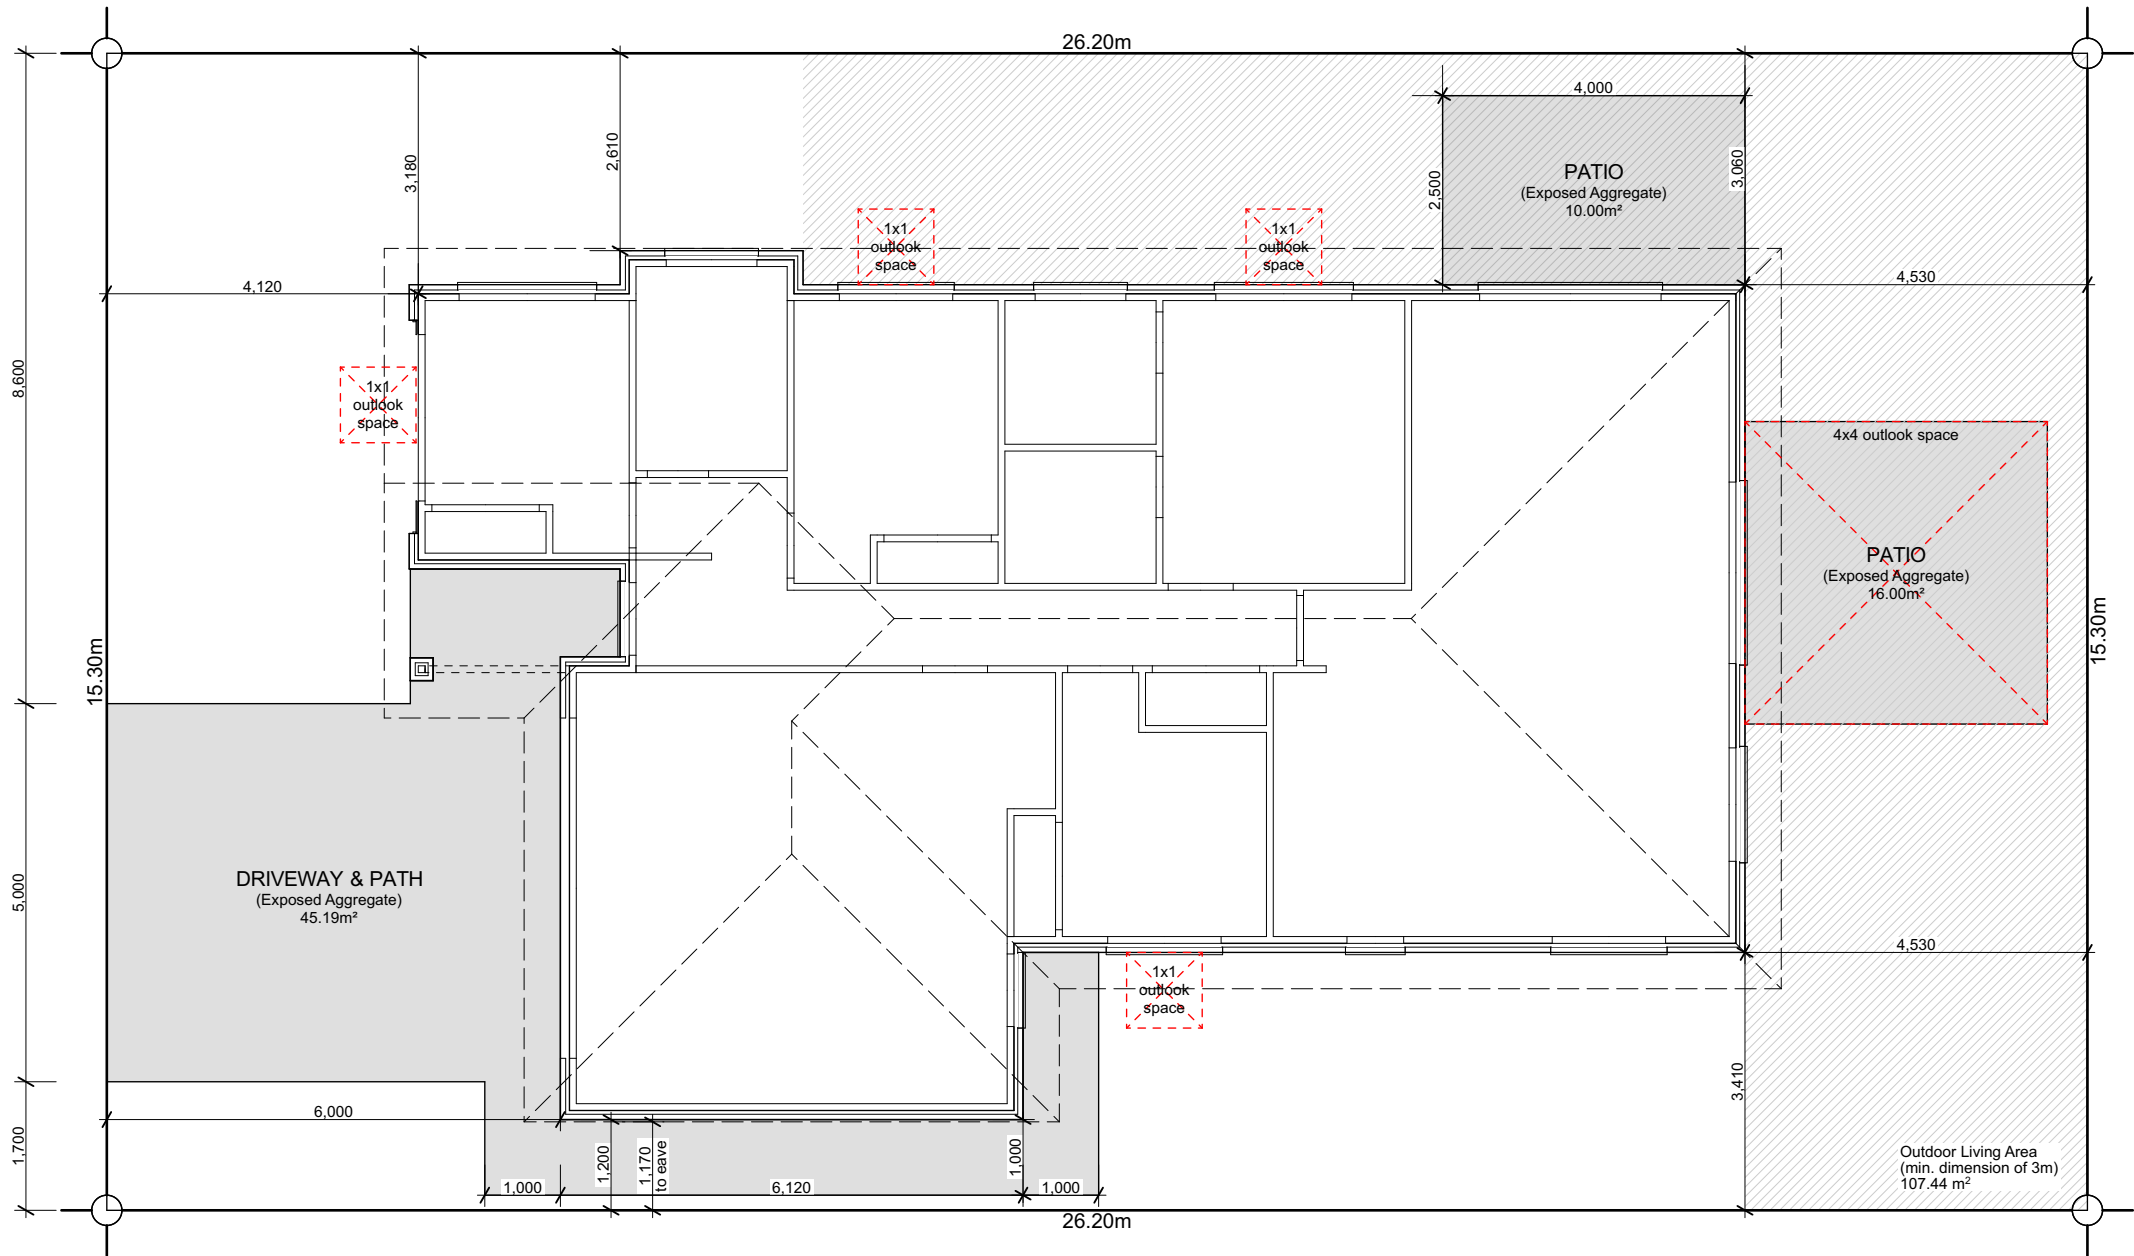 26.20m
4,000
3,180
2,610
2,500
3,060
PATIO
(Exposed Aggregate)
10.00m²
1x1
outlook
space
1x1
outlook
space
4,120
4,530
8,600
1x1
outlook
space
4x4 outlook space
PATIO
(Exposed Aggregate)
16.00m²
15.30m
15.30m
DRIVEWAY & PATH
(Exposed Aggregate)
45.19m²
5,000
4,530
1x1
outlook
space
3,410
6,000
1,700
1,200
1,170
to eave
1,000
1,000
6,120
1,000
Outdoor Living Area
(min. dimension of 3m)
107.44 m²
26.20m